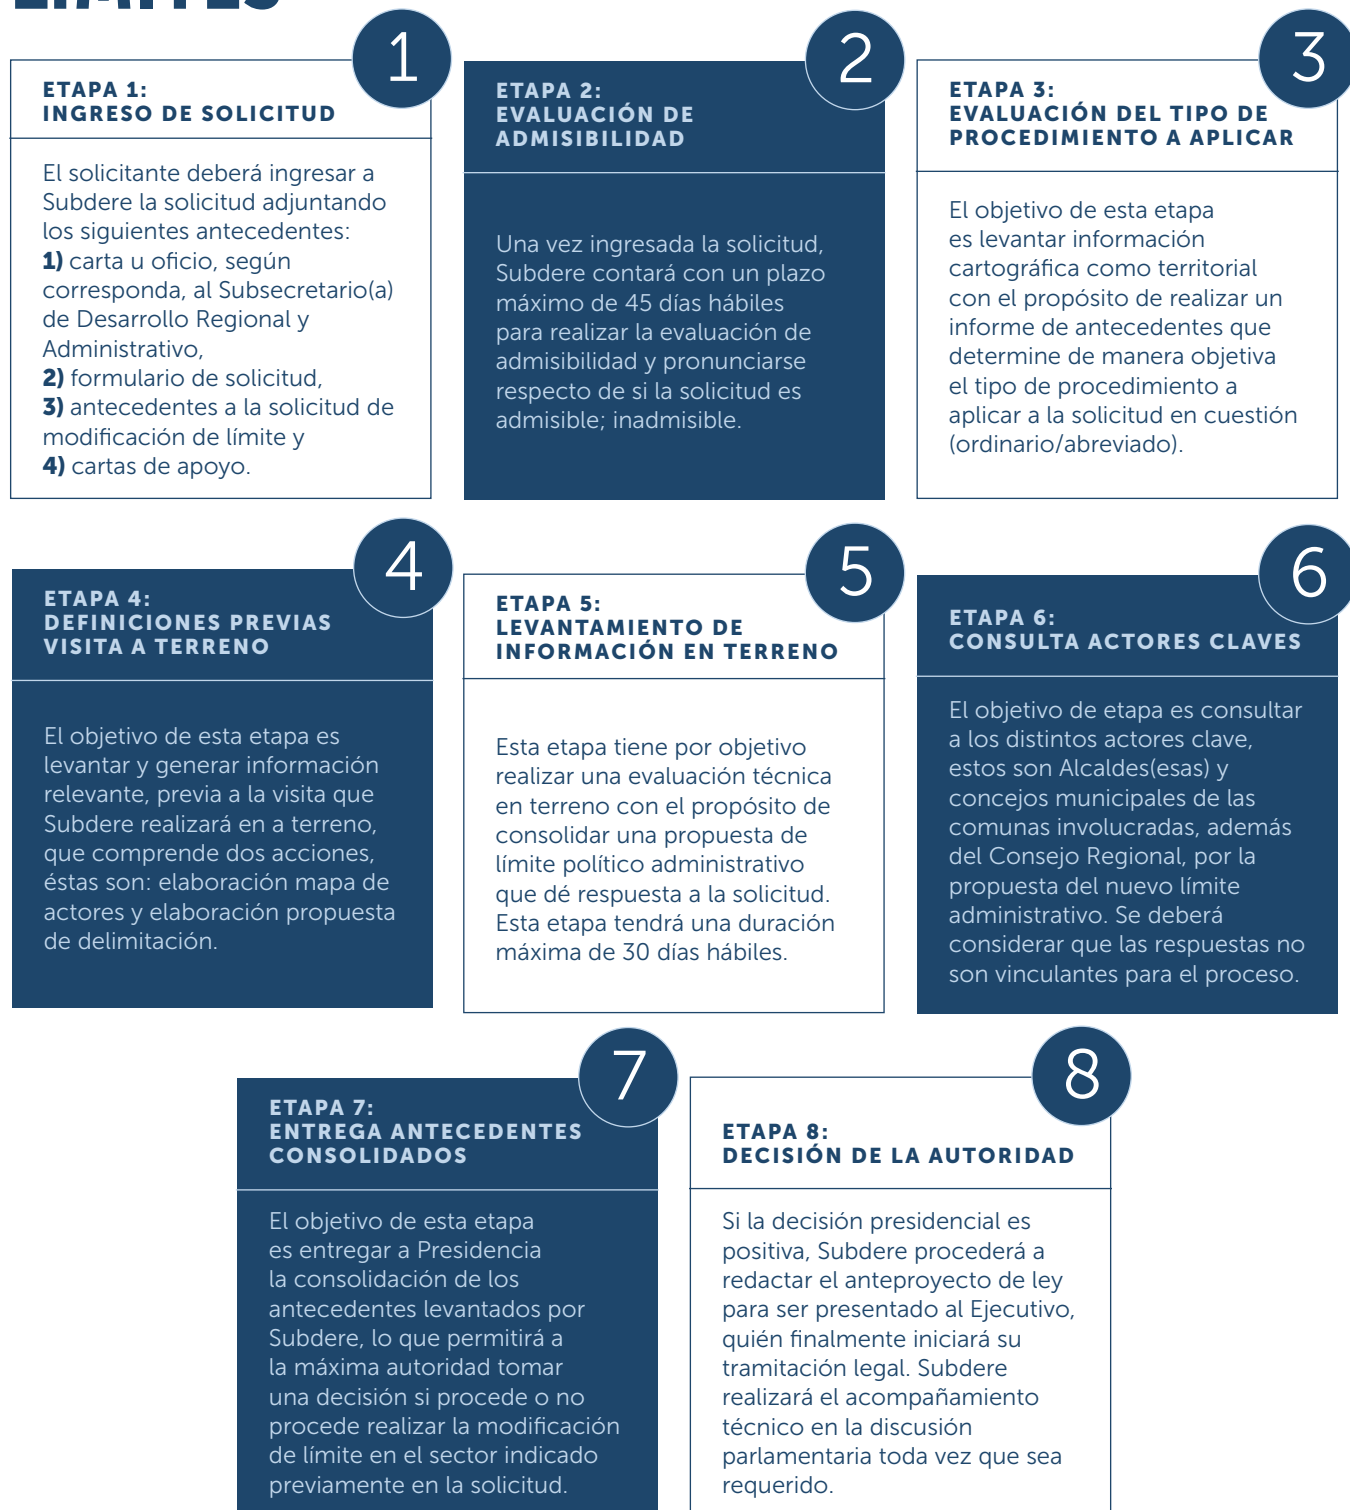 LÍMITES
1
ETAPA 1:
INGRESO DE SOLICITUD
El solicitante deberá ingresar a
Subdere la solicitud adjuntando
los siguientes antecedentes:
1) carta u oficio, según
corresponda, al Subsecretario(a)
de Desarrollo Regional y
Administrativo,
2) formulario de solicitud,
3) antecedentes a la solicitud de
modificación de límite y
4) cartas de apoyo.
2
ETAPA 2:
EVALUACIÓN DE
ADMISIBILIDAD
Una vez ingresada la solicitud,
Subdere contará con un plazo
máximo de 45 días hábiles
para realizar la evaluación de
admisibilidad y pronunciarse
respecto de si la solicitud es
admisible; inadmisible.
3
ETAPA 3:
EVALUACIÓN DEL TIPO DE
PROCEDIMIENTO A APLICAR
El objetivo de esta etapa
es levantar información
cartográfica como territorial
con el propósito de realizar un
informe de antecedentes que
determine de manera objetiva
el tipo de procedimiento a
aplicar a la solicitud en cuestión
(ordinario/abreviado).
4
ETAPA 4:
DEFINICIONES PREVIAS
VISITA A TERRENO
El objetivo de esta etapa es
levantar y generar información
relevante, previa a la visita que
Subdere realizará en a terreno,
que comprende dos acciones,
éstas son: elaboración mapa de
actores y elaboración propuesta
de delimitación.
5
ETAPA 5:
LEVANTAMIENTO DE
INFORMACIÓN EN TERRENO
Esta etapa tiene por objetivo
realizar una evaluación técnica
en terreno con el propósito de
consolidar una propuesta de
límite político administrativo
que dé respuesta a la solicitud.
Esta etapa tendrá una duración
máxima de 30 días hábiles.
6
ETAPA 6:
CONSULTA ACTORES CLAVES
El objetivo de etapa es consultar
a los distintos actores clave,
estos son Alcaldes(esas) y
concejos municipales de las
comunas involucradas, además
del Consejo Regional, por la
propuesta del nuevo límite
administrativo. Se deberá
considerar que las respuestas no
son vinculantes para el proceso.
7
ETAPA 7:
ENTREGA ANTECEDENTES
CONSOLIDADOS
El objetivo de esta etapa
es entregar a Presidencia
la consolidación de los
antecedentes levantados por
Subdere, lo que permitirá a
la máxima autoridad tomar
una decisión si procede o no
procede realizar la modificación
de límite en el sector indicado
previamente en la solicitud.
8
ETAPA 8:
DECISIÓN DE LA AUTORIDAD
Si la decisión presidencial es
positiva, Subdere procederá a
redactar el anteproyecto de ley
para ser presentado al Ejecutivo,
quién finalmente iniciará su
tramitación legal. Subdere
realizará el acompañamiento
técnico en la discusión
parlamentaria toda vez que sea
requerido.